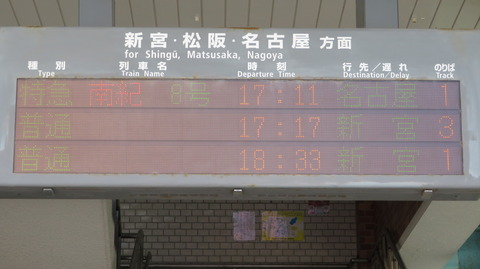 新宮・松阪・名古屋 方面
for Shingū, Matsusaka, Nagoya
種別 列車名 時刻 行先/遅れ のりば
Type Train Name Departure Time Destination/Delay Track
特急 南紀 8号 17:11 名古屋 1
普通 17:17 新宮 3
普通 18:33 新宮 1